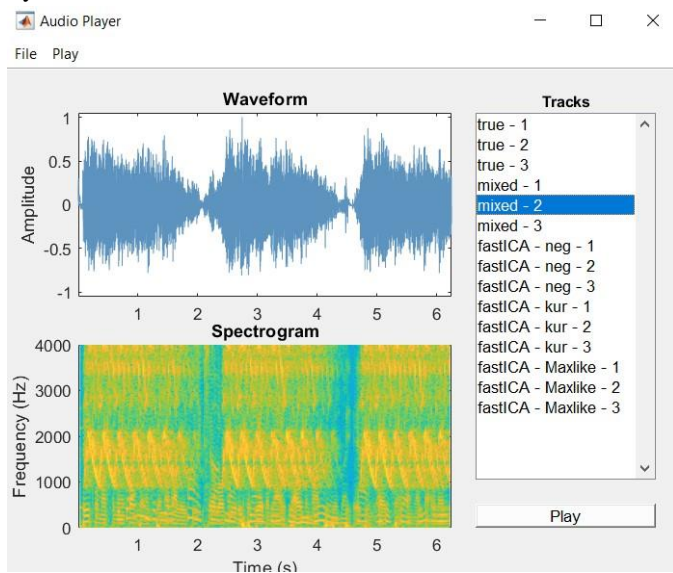 Audio Player
File Play
Waveform
Amplitude
1
0.5
0
-0.5
-1
1 2 3 4 5 6
Spectrogram
Frequency (Hz)
4000
3000
2000
1000
0
1 2 3 4 5 6
Time (s)
Tracks
true - 1
true - 2
true - 3
mixed - 1
mixed - 2
mixed - 3
fastICA - neg - 1
fastICA - neg - 2
fastICA - neg - 3
fastICA - kur - 1
fastICA - kur - 2
fastICA - kur - 3
fastICA - Maxlike - 1
fastICA - Maxlike - 2
fastICA - Maxlike - 3
Play